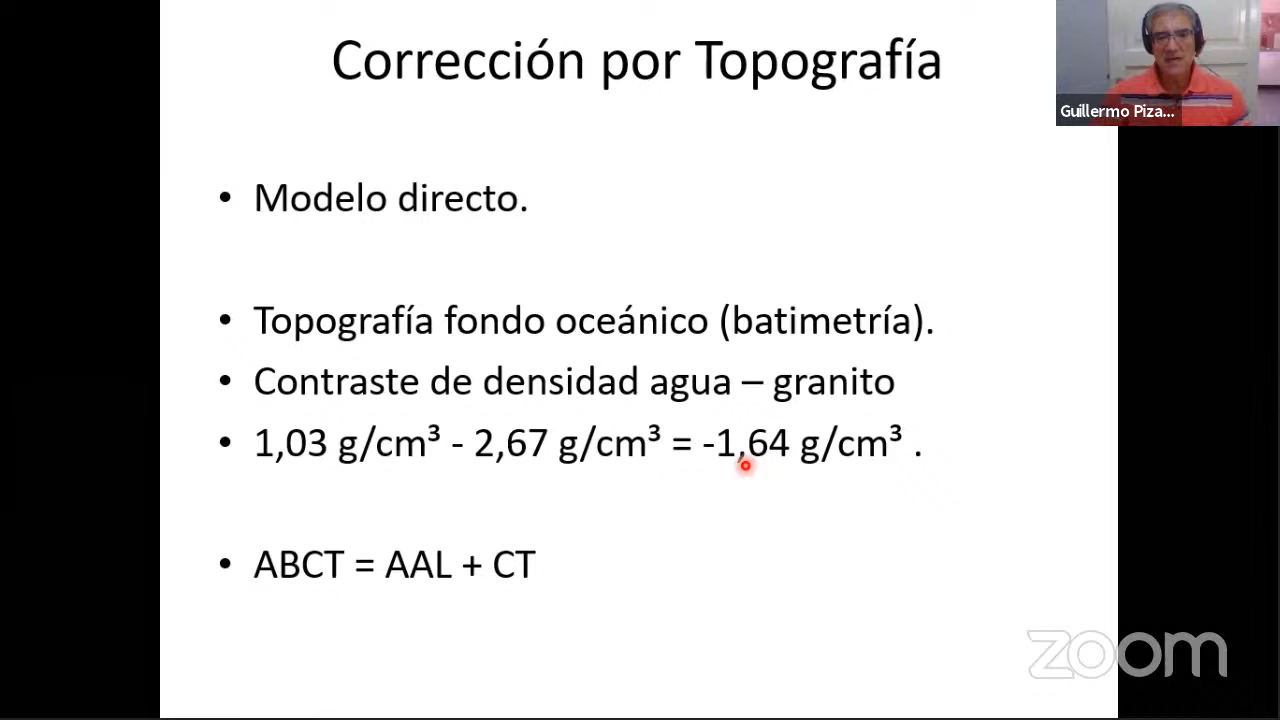 Corrección por Topografía
Guillermo Piza...
• Modelo directo.
• Topografía fondo oceánico (batimetría).
• Contraste de densidad agua – granito
• 1,03 g/cm³ - 2,67 g/cm³ = -1,64 g/cm³ .
• ABCT = AAL + CT
zoom